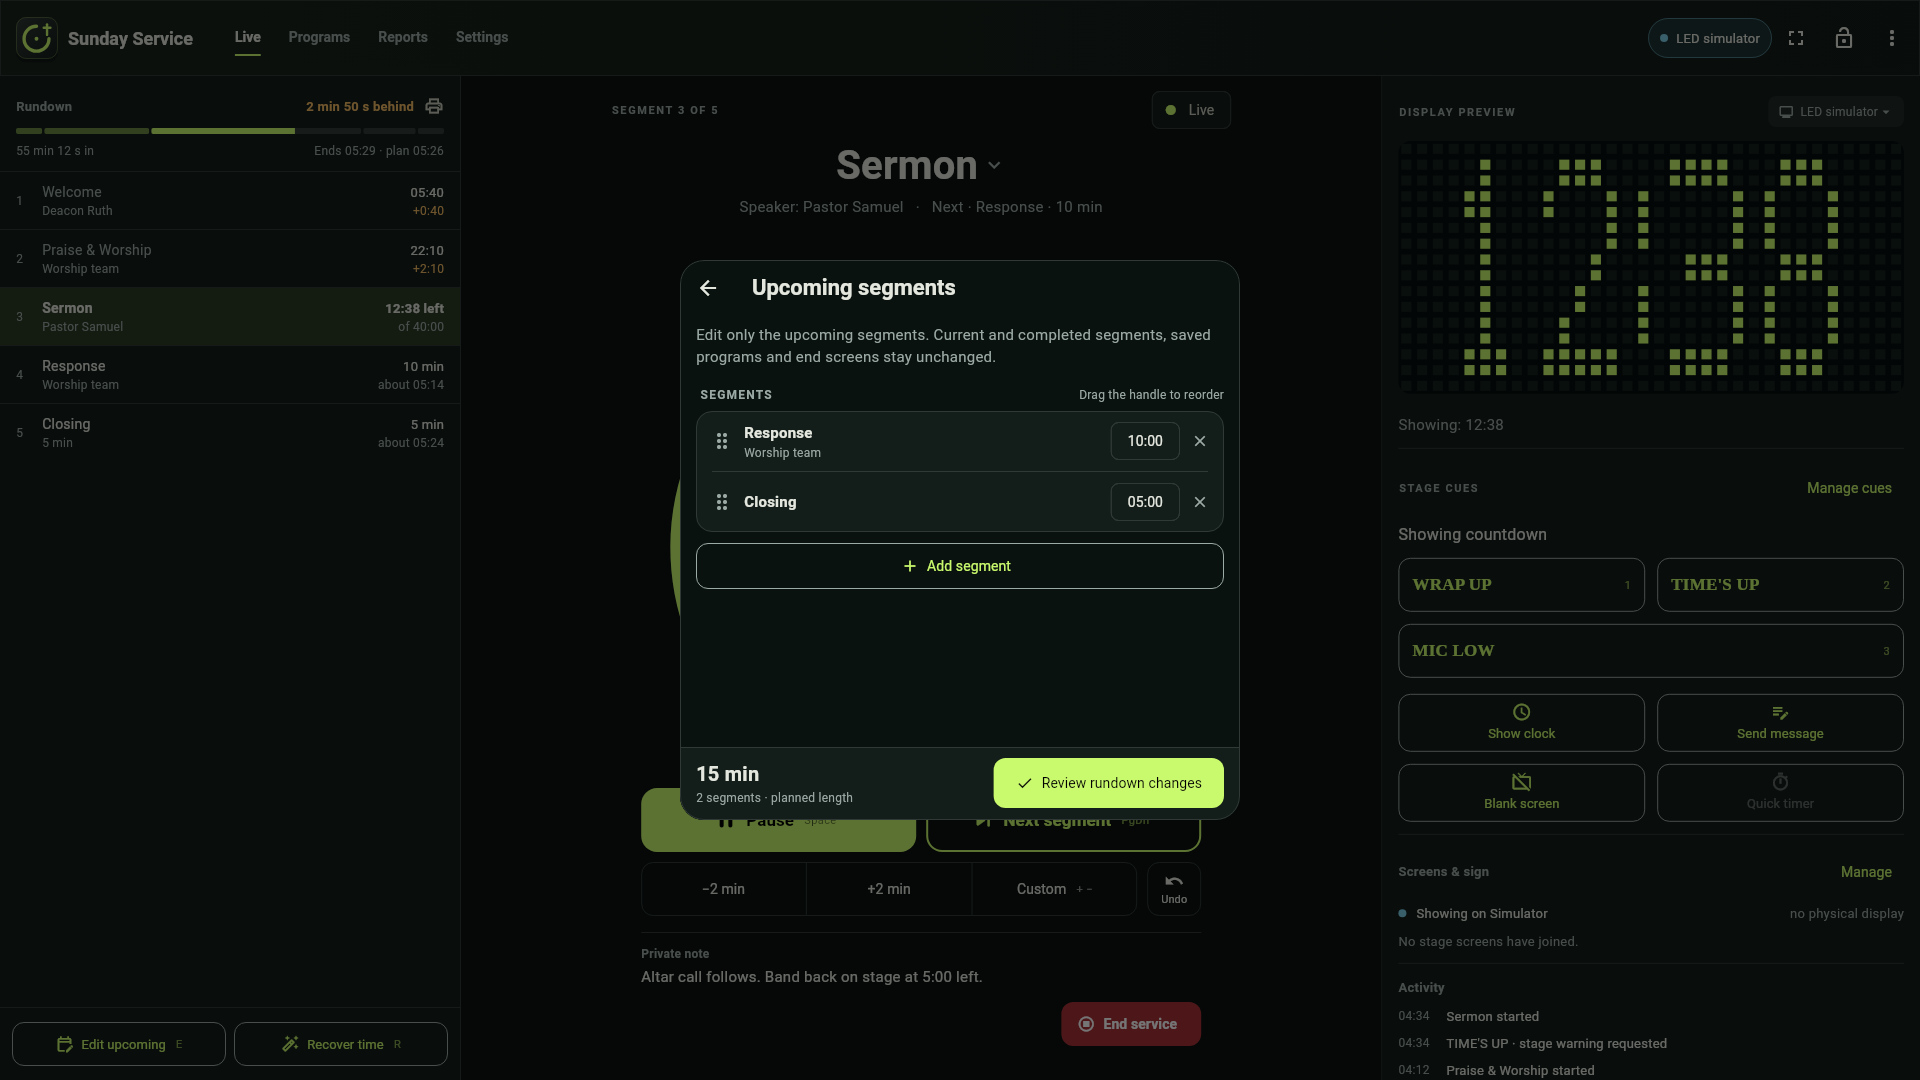 Sunday Service
Live
Programs
Reports
Settings
LED simulator
Rundown
2 min 50 s behind
55 min 12 s in
Ends 05:29 · plan 05:26
1
Welcome
05:40
Deacon Ruth
+0:40
2
Praise & Worship
22:10
Worship team
+2:10
3
Sermon
12:38 left
Pastor Samuel
of 40:00
4
Response
10 min
Worship team
about 05:14
5
Closing
5 min
5 min
about 05:24
Edit upcoming E
Recover time R
SEGMENT 3 OF 5
Live
Sermon
Speaker: Pastor Samuel · Next · Response · 10 min
Upcoming segments
Edit only the upcoming segments. Current and completed segments, saved
programs and end screens stay unchanged.
SEGMENTS
Drag the handle to reorder
Response
Worship team
10:00
Closing
05:00
Add segment
15 min
2 segments · planned length
Review rundown changes
Pause Space
Next segment PgDn
−2 min
+2 min
Custom + −
Undo
Private note
Altar call follows. Band back on stage at 5:00 left.
End service
DISPLAY PREVIEW
LED simulator
1238
Showing: 12:38
STAGE CUES
Manage cues
Showing countdown
WRAP UP 1
TIME'S UP 2
MIC LOW 3
Show clock
Send message
Blank screen
Quick timer
Screens & sign
Manage
Showing on Simulator
no physical display
No stage screens have joined.
Activity
04:34 Sermon started
04:34 TIME'S UP · stage warning requested
04:12 Praise & Worship started